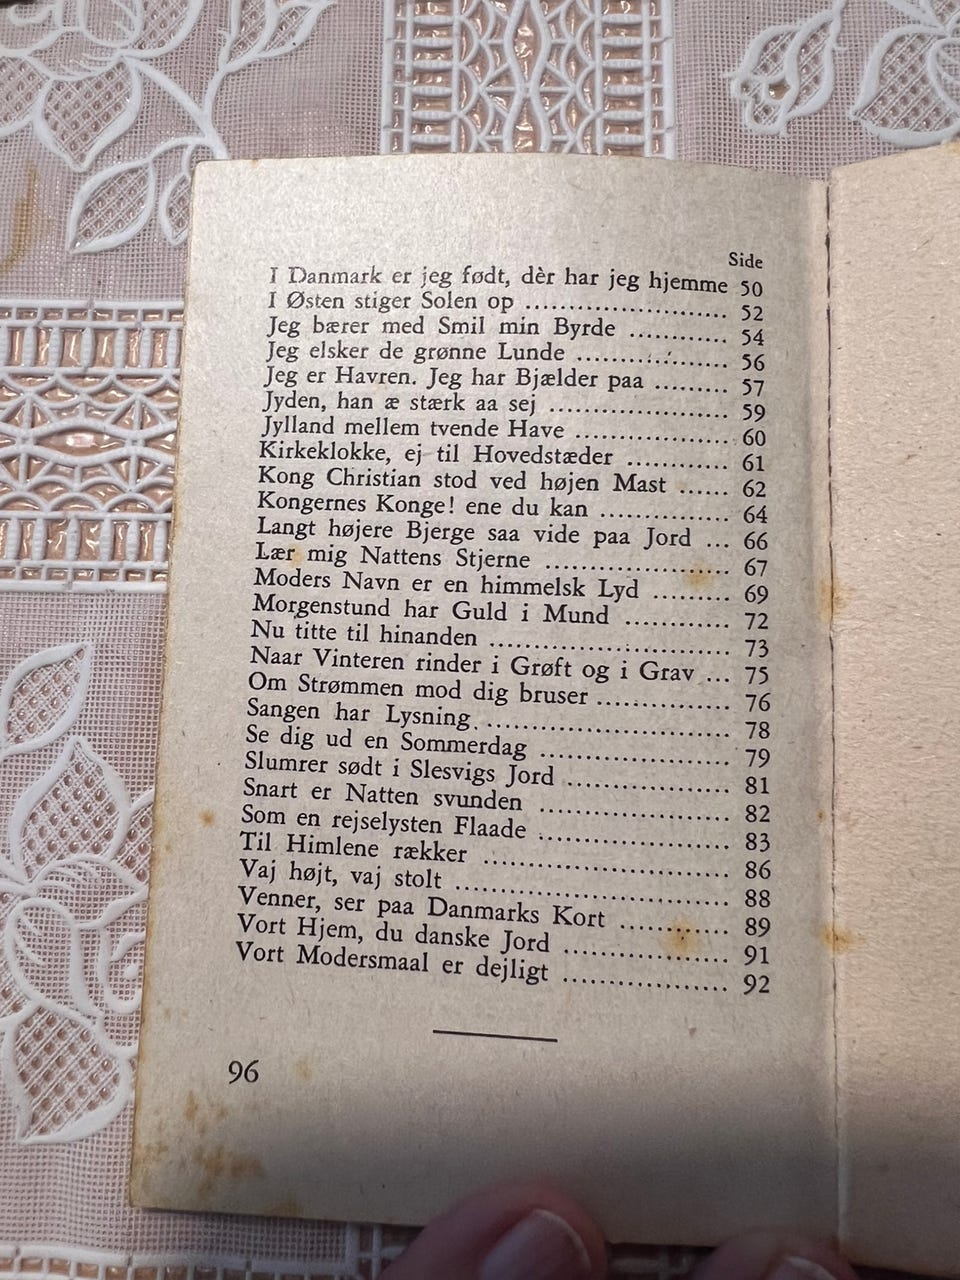 Side
I Danmark er jeg født, dèr har jeg hjemme 50
I Østen stiger Solen op ........................... 52
Jeg bærer med Smil min Byrde ............ 54
Jeg elsker de grønne Lunde .................... 56
Jeg er Havren. Jeg har Bjælder paa ......... 57
Jyden, han æ stærk aa sej ........................ 59
Jylland mellem tvende Have .................... 60
Kirkeklokke, ej til Hovedstæder ............ 61
Kong Christian stod ved højen Mast ...... 62
Kongernes Konge! ene du kan ............... 64
Langt højere Bjerge saa vide paa Jord ... 66
Lær mig Nattens Stjerne ........................ 67
Moders Navn er en himmelsk Lyd ......... 69
Morgenstund har Guld i Mund ............ 72
Nu titte til hinanden ............................... 73
Naar Vinteren rinder i Grøft og i Grav ... 75
Om Strømmen mod dig bruser ................ 76
Sangen har Lysning ................................ 78
Se dig ud en Sommerdag ........................ 79
Slumrer sødt i Slesvigs Jord .................... 81
Snart er Natten svunden ........................ 82
Som en rejselysten Flaade ........................ 83
Til Himlene rækker ................................ 86
Vaj højt, vaj stolt .................................... 88
Venner, ser paa Danmarks Kort ............. 89
Vort Hjem, du danske Jord .................... 91
Vort Modersmaal er dejligt .................... 92
96